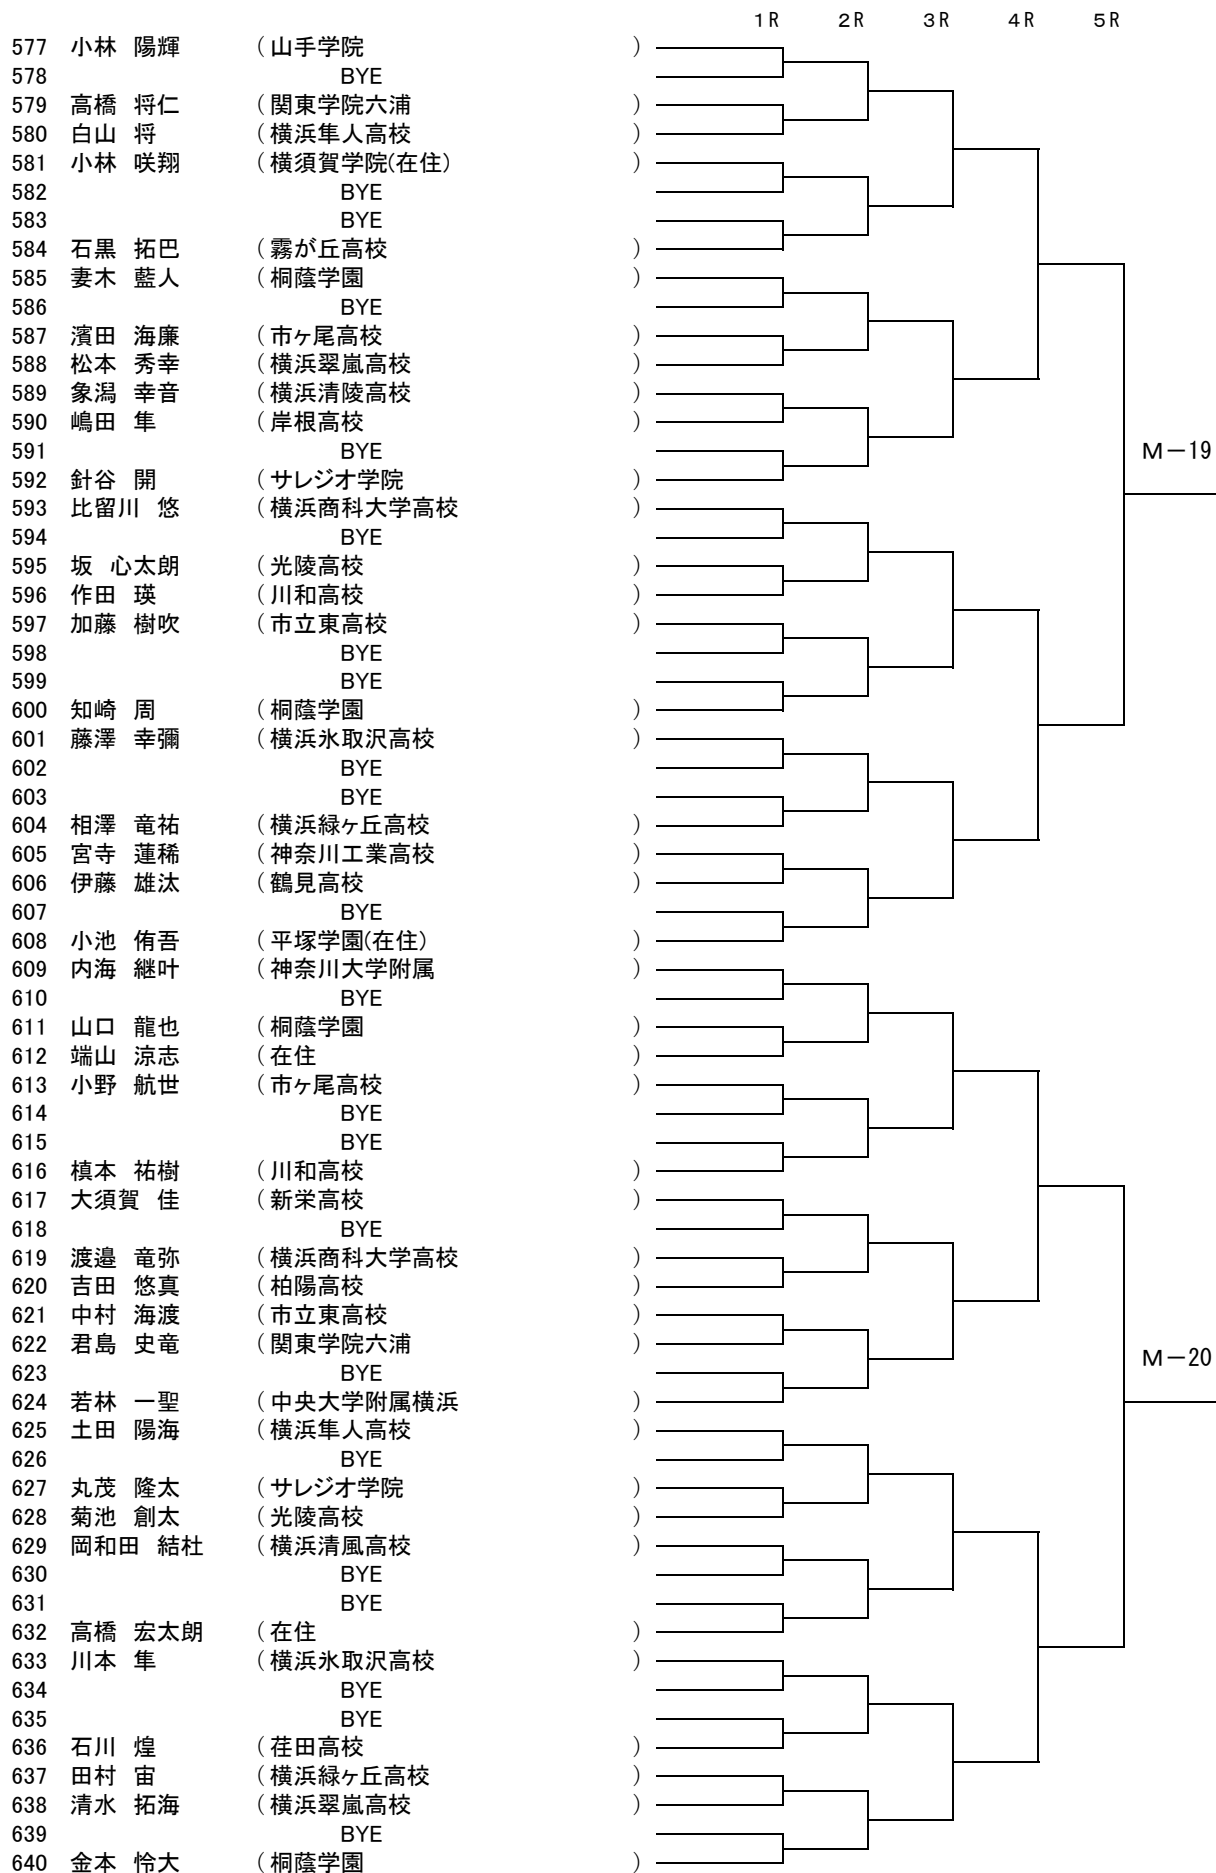 1R 2R 3R 4R 5R
577 小林 陽輝 (山手学院 )
578 BYE
579 高橋 将仁 (関東学院六浦 )
580 白山 将 (横浜隼人高校 )
581 小林 咲翔 (横須賀学院(在住) )
582 BYE
583 BYE
584 石黒 拓巴 (霧が丘高校 )
585 妻木 藍人 (桐蔭学園 )
586 BYE
587 濱田 海廉 (市ヶ尾高校 )
588 松本 秀幸 (横浜翠嵐高校 )
589 象潟 幸音 (横浜清陵高校 )
590 嶋田 隼 (岸根高校 )
591 BYE
M-19
592 針谷 開 (サレジオ学院 )
593 比留川 悠 (横浜商科大学高校 )
594 BYE
595 坂 心太朗 (光陵高校 )
596 作田 瑛 (川和高校 )
597 加藤 樹吹 (市立東高校 )
598 BYE
599 BYE
600 知崎 周 (桐蔭学園 )
601 藤澤 幸彌 (横浜氷取沢高校 )
602 BYE
603 BYE
604 相澤 竜祐 (横浜緑ヶ丘高校 )
605 宮寺 蓮稀 (神奈川工業高校 )
606 伊藤 雄汰 (鶴見高校 )
607 BYE
608 小池 侑吾 (平塚学園(在住) )
609 内海 継叶 (神奈川大学附属 )
610 BYE
611 山口 龍也 (桐蔭学園 )
612 端山 涼志 (在住 )
613 小野 航世 (市ヶ尾高校 )
614 BYE
615 BYE
616 槙本 祐樹 (川和高校 )
617 大須賀 佳 (新栄高校 )
618 BYE
619 渡邉 竜弥 (横浜商科大学高校 )
620 吉田 悠真 (柏陽高校 )
621 中村 海渡 (市立東高校 )
622 君島 史竜 (関東学院六浦 )
623 BYE
M-20
624 若林 一聖 (中央大学附属横浜 )
625 土田 陽海 (横浜隼人高校 )
626 BYE
627 丸茂 隆太 (サレジオ学院 )
628 菊池 創太 (光陵高校 )
629 岡和田 結杜 (横浜清風高校 )
630 BYE
631 BYE
632 高橋 宏太朗 (在住 )
633 川本 隼 (横浜氷取沢高校 )
634 BYE
635 BYE
636 石川 煌 (荏田高校 )
637 田村 宙 (横浜緑ヶ丘高校 )
638 清水 拓海 (横浜翠嵐高校 )
639 BYE
640 金本 怜大 (桐蔭学園 )